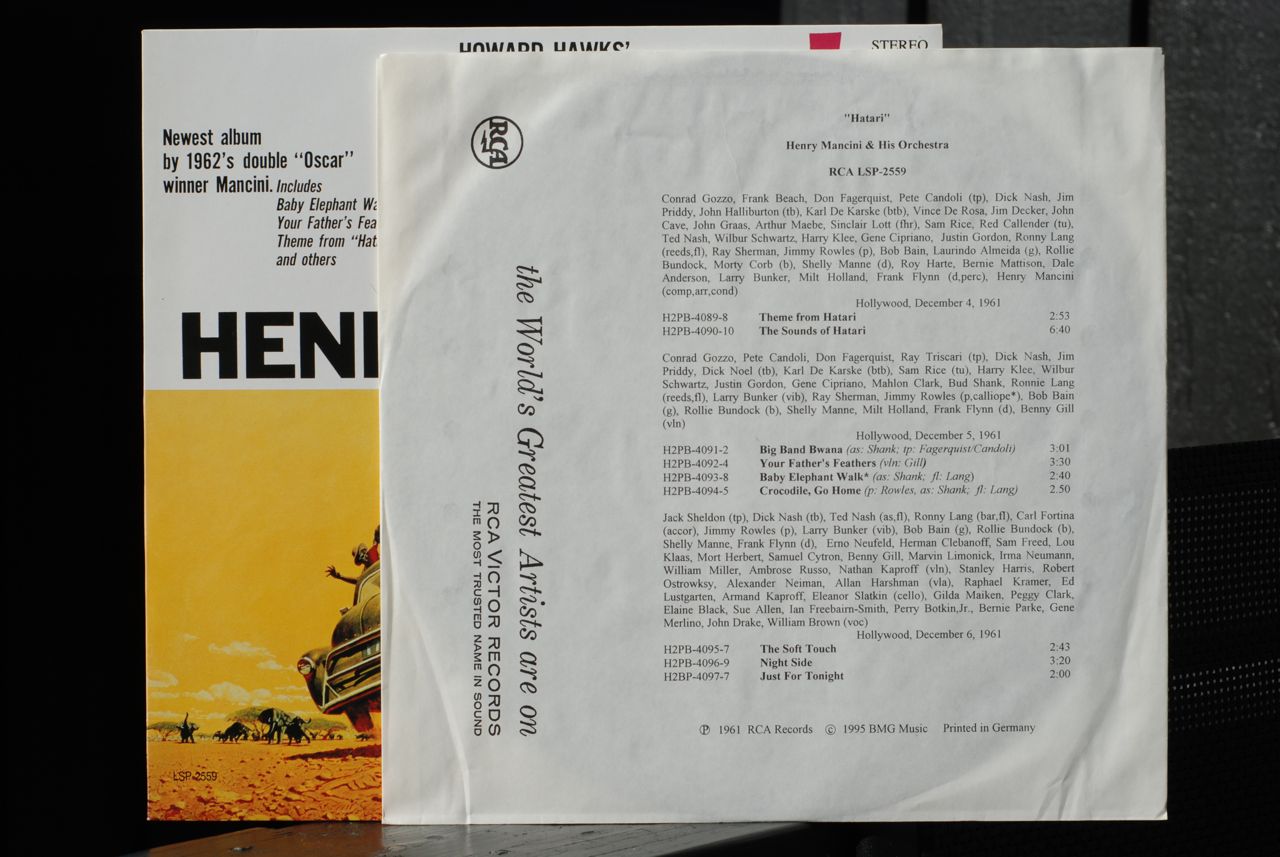 HOWARD HAWKS'
STEREO
Newest album
by 1962's double "Oscar"
winner Mancini. Includes
Baby Elephant
Your Father's
Theme from
and others
LSP-2559
RCA
the World's Greatest Artists are on
RCA VICTOR RECORDS
THE MOST TRUSTED NAME IN SOUND
"Hatari"
Henry Mancini & His Orchestra
RCA LSP-2559
Conrad Gozzo, Frank Beach, Don Fagerquist, Pete Candoli (tp), Dick Nash, Jim
Priddy, John Halliburton (tb), Karl De Karske (btb), Vince De Rosa, Jim Decker, John
Cave, John Graas, Arthur Maebe, Sinclair Lott (fhr), Sam Rice, Red Callender (tu),
Ted Nash, Wilbur Schwartz, Harry Klee, Gene Cipriano, Justin Gordon, Ronny Lang
(reeds,fl), Ray Sherman, Jimmy Rowles (p), Bob Bain, Laurindo Almeida (g), Rollie
Bundock, Morty Corb (b), Shelly Manne (d), Roy Harte, Bernie Mattison, Dale
Anderson, Larry Bunker, Milt Holland, Frank Flynn (d,perc), Henry Mancini
(comp,arr,cond)
Hollywood, December 4, 1961
H2PB-4089-8 Theme from Hatari 2:53
H2PB-4090-10 The Sounds of Hatari 6:40
Conrad Gozzo, Pete Candoli, Don Fagerquist, Ray Triscari (tp), Dick Nash, Jim
Priddy, Dick Noel (tb), Karl De Karske (btb), Sam Rice (tu), Harry Klee, Wilbur
Schwartz, Justin Gordon, Gene Cipriano, Mahlon Clark, Bud Shank, Ronnie Lang
(reeds,fl), Larry Bunker (vib), Ray Sherman, Jimmy Rowles (p,calliope*), Bob Bain
(g), Rollie Bundock (b), Shelly Manne, Milt Holland, Frank Flynn (d), Benny Gill
(vln)
Hollywood, December 5, 1961
H2PB-4091-2 Big Band Bwana (as: Shank; tp: Fagerquist/Candoli) 3:01
H2PB-4092-4 Your Father's Feathers (vln: Gill) 3:30
H2PB-4093-8 Baby Elephant Walk* (as: Shank; fl: Lang) 2:40
H2PB-4094-5 Crocodile, Go Home (p: Rowles, as: Shank; fl: Lang) 2.50
Jack Sheldon (tp), Dick Nash (tb), Ted Nash (as,fl), Ronny Lang (bar,fl), Carl Fortina
(accor), Jimmy Rowles (p), Larry Bunker (vib), Bob Bain (g), Rollie Bundock (b),
Shelly Manne, Frank Flynn (d), Erno Neufeld, Herman Clebanoff, Sam Freed, Lou
Klaas, Mort Herbert, Samuel Cytron, Benny Gill, Marvin Limonick, Irma Neumann,
William Miller, Ambrose Russo, Nathan Kaproff (vln), Stanley Harris, Robert
Ostrowksy, Alexander Neiman, Allan Harshman (vla), Raphael Kramer, Ed
Lustgarten, Armand Kaproff, Eleanor Slatkin (cello), Gilda Maiken, Peggy Clark,
Elaine Black, Sue Allen, Ian Freebairn-Smith, Perry Botkin,Jr., Bernie Parke, Gene
Merlino, John Drake, William Brown (voc)
Hollywood, December 6, 1961
H2PB-4095-7 The Soft Touch 2:43
H2PB-4096-9 Night Side 3:20
H2BP-4097-7 Just For Tonight 2:00
Ⓟ 1961 RCA Records © 1995 BMG Music Printed in Germany